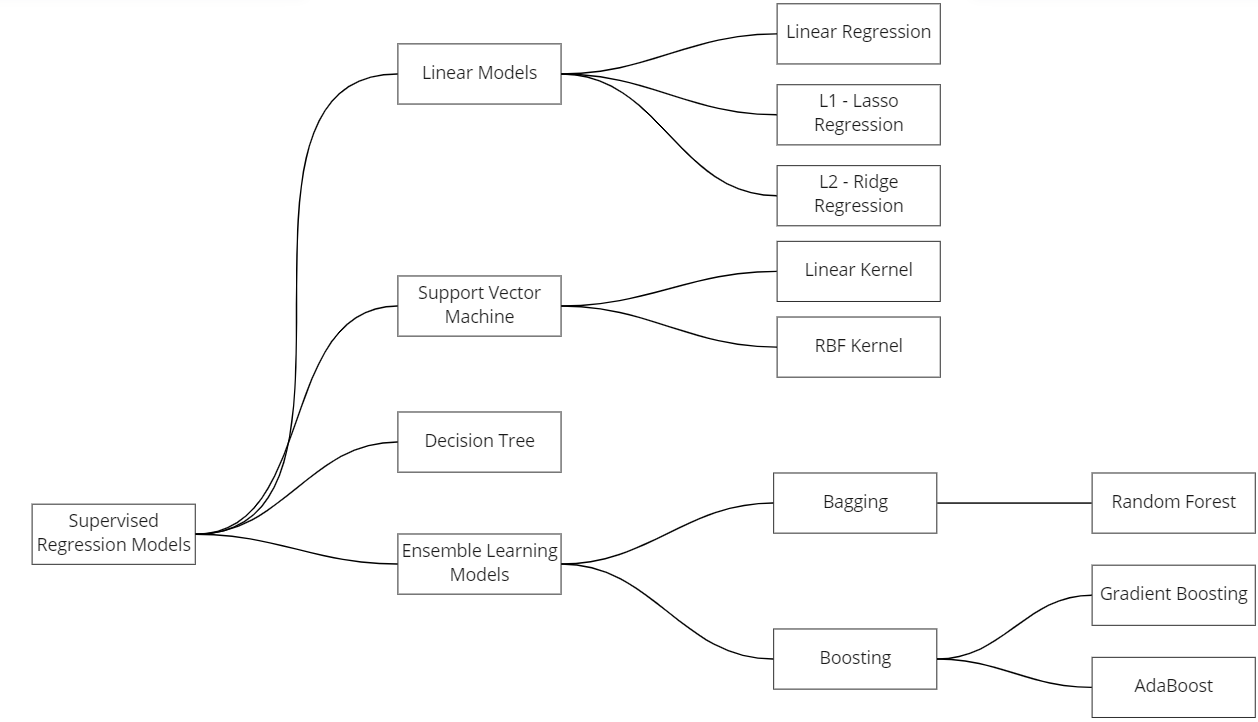 Linear Regression
Linear Models
L1 - Lasso
Regression
L2 - Ridge
Regression
Linear Kernel
Support Vector
Machine
RBF Kernel
Decision Tree
Bagging
Random Forest
Supervised
Regression Models
Ensemble Learning
Models
Gradient Boosting
Boosting
AdaBoost